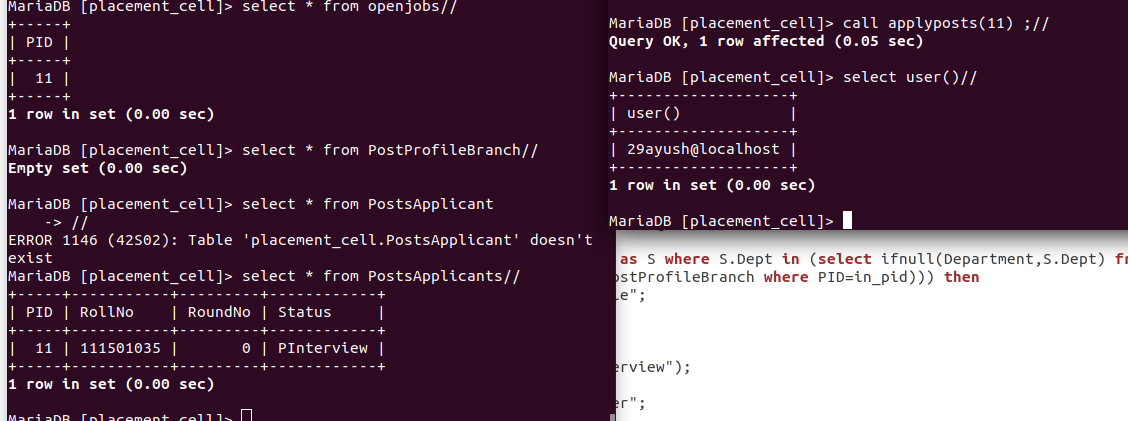 MariaDB [placement_cell]> select * from openjobs//
+-----+
| PID |
+-----+
|  11 |
+-----+
1 row in set (0.00 sec)
MariaDB [placement_cell]> select * from PostProfileBranch//
Empty set (0.00 sec)
MariaDB [placement_cell]> select * from PostsApplicant
    -> //
ERROR 1146 (42S02): Table 'placement_cell.PostsApplicant' doesn't
exist
MariaDB [placement_cell]> select * from PostsApplicants//
+-----+-----------+---------+------------+
| PID | RollNo    | RoundNo | Status     |
+-----+-----------+---------+------------+
|  11 | 111501035 |       0 | PInterview |
+-----+-----------+---------+------------+
1 row in set (0.00 sec)
MariaDB [placement_cell]>
MariaDB [placement_cell]> call applyposts(11) ;//
Query OK, 1 row affected (0.05 sec)
MariaDB [placement_cell]> select user()//
+-------------------+
| user()            |
+-------------------+
| 29ayush@localhost |
+-------------------+
1 row in set (0.00 sec)
MariaDB [placement_cell]>
as S where S.Dept in (select ifnull(Department,S.Dept) fr
ostProfileBranch where PID=in_pid))) then
le";
erview");
er";